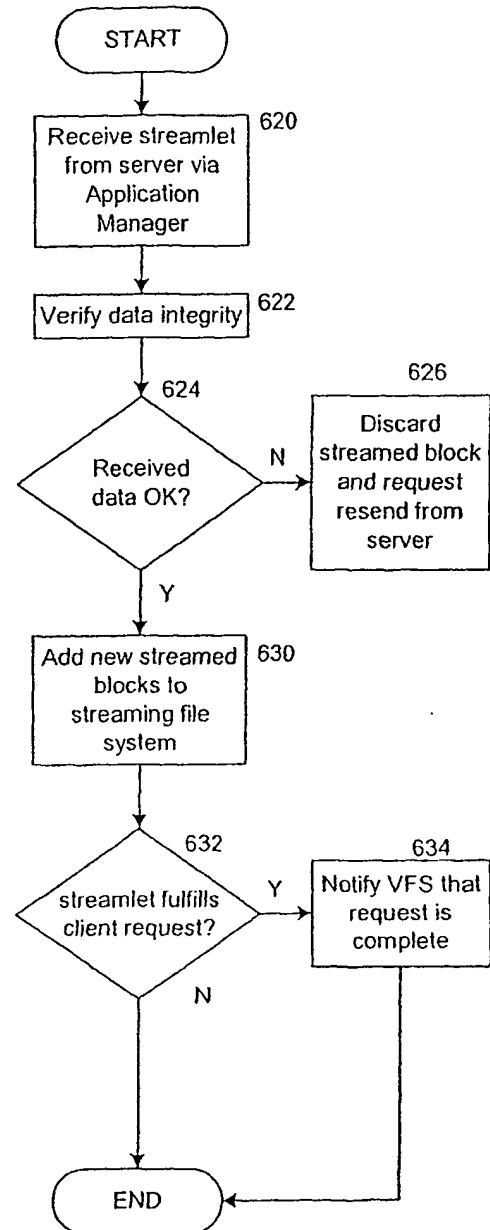 START
620
Receive streamlet
from server via
Application
Manager
Verify data integrity
622
624
626
Received
data OK?
N
Discard
streamed block
and request
resend from
server
Y
Add new streamed
blocks to
streaming file
system
630
632
634
streamlet fulfills
client request?
Y
Notify VFS that
request is
complete
N
END